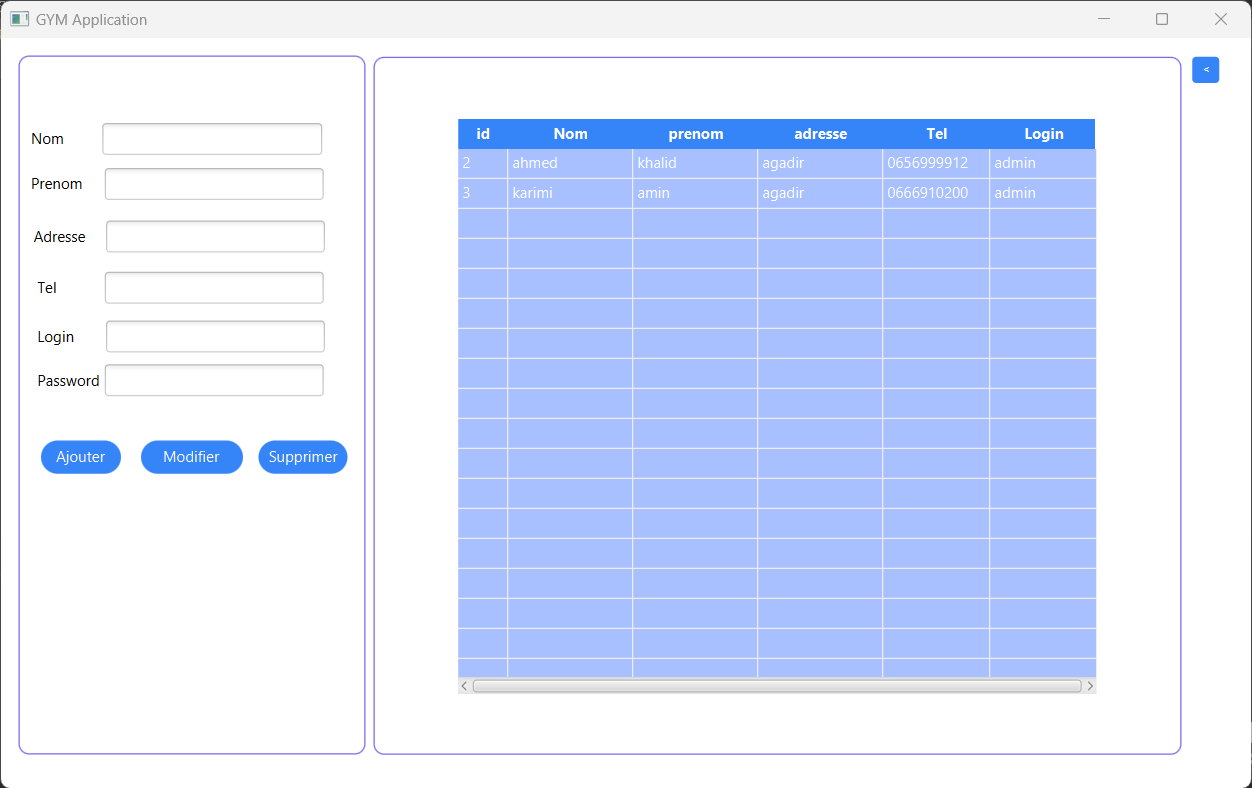 GYM Application
<
Nom
Prenom
Adresse
Tel
Login
Password
Ajouter Modifier Supprimer
id Nom prenom adresse Tel Login
2 ahmed khalid agadir 0656999912 admin
3 karimi amin agadir 0666910200 admin